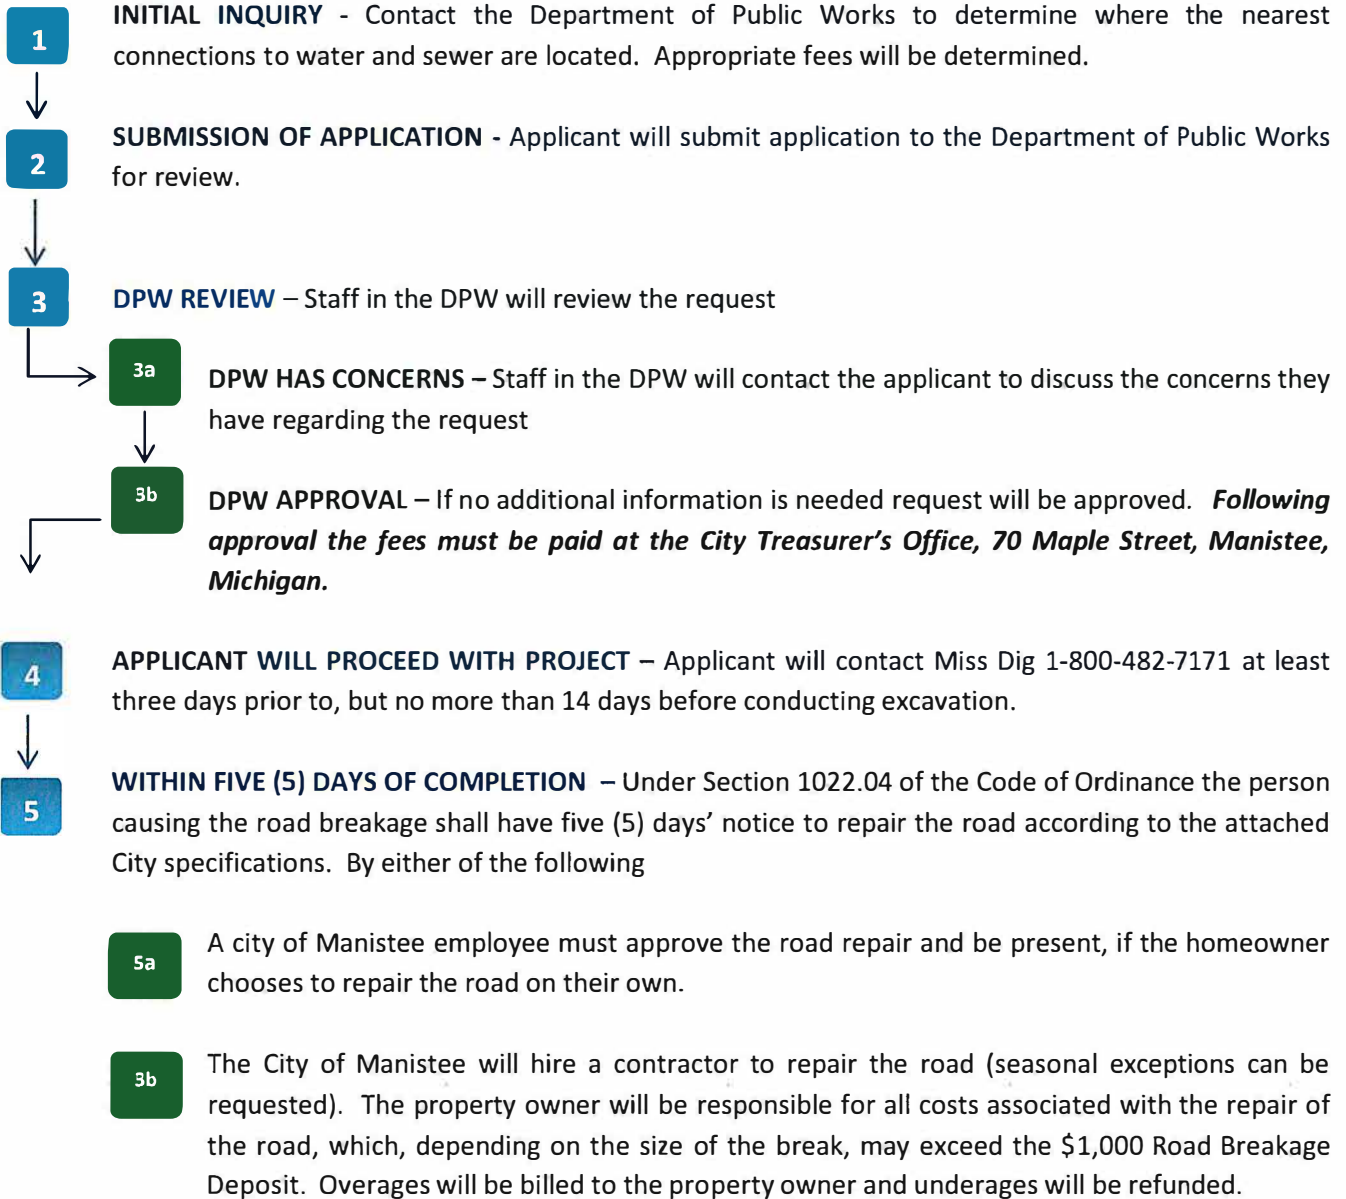 1
INITIAL INQUIRY - Contact the Department of Public Works to determine where the nearest
connections to water and sewer are located. Appropriate fees will be determined.
2
SUBMISSION OF APPLICATION - Applicant will submit application to the Department of Public Works
for review.
3
DPW REVIEW – Staff in the DPW will review the request
3a
DPW HAS CONCERNS – Staff in the DPW will contact the applicant to discuss the concerns they
have regarding the request
3b
DPW APPROVAL – If no additional information is needed request will be approved. Following
approval the fees must be paid at the City Treasurer's Office, 70 Maple Street, Manistee,
Michigan.
4
APPLICANT WILL PROCEED WITH PROJECT – Applicant will contact Miss Dig 1-800-482-7171 at least
three days prior to, but no more than 14 days before conducting excavation.
5
WITHIN FIVE (5) DAYS OF COMPLETION – Under Section 1022.04 of the Code of Ordinance the person
causing the road breakage shall have five (5) days' notice to repair the road according to the attached
City specifications. By either of the following
5a
A city of Manistee employee must approve the road repair and be present, if the homeowner
chooses to repair the road on their own.
3b
The City of Manistee will hire a contractor to repair the road (seasonal exceptions can be
requested). The property owner will be responsible for all costs associated with the repair of
the road, which, depending on the size of the break, may exceed the $1,000 Road Breakage
Deposit. Overages will be billed to the property owner and underages will be refunded.